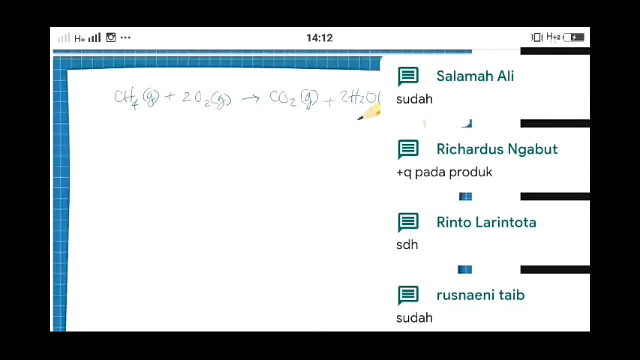 H+ 14:12 H+2
CH₄(g) + 2O₂(g) → CO₂(g) + 2H₂O(
Salamah Ali
sudah
Richardus Ngabut
+q pada produk
Rinto Larintota
sdh
rusnaeni taib
sudah